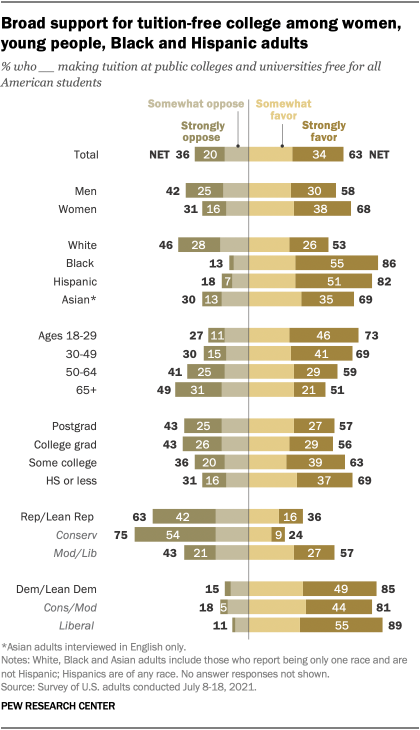 Broad support for tuition-free college among women,
young people, Black and Hispanic adults
% who __ making tuition at public colleges and universities free for all
American students
Somewhat oppose Somewhat favor
Strongly oppose Strongly favor
Total NET 36 20 34 63 NET
Men 42 25 30 58
Women 31 16 38 68
White 46 28 26 53
Black 13 55 86
Hispanic 18 7 51 82
Asian* 30 13 35 69
Ages 18-29 27 11 46 73
30-49 30 15 41 69
50-64 41 25 29 59
65+ 49 31 21 51
Postgrad 43 25 27 57
College grad 43 26 29 56
Some college 36 20 39 63
HS or less 31 16 37 69
Rep/Lean Rep 63 42 16 36
Conserv 75 54 9 24
Mod/Lib 43 21 27 57
Dem/Lean Dem 15 49 85
Cons/Mod 18 5 44 81
Liberal 11 55 89
*Asian adults interviewed in English only.
Notes: White, Black and Asian adults include those who report being only one race and are
not Hispanic; Hispanics are of any race. No answer responses not shown.
Source: Survey of U.S. adults conducted July 8-18, 2021.
PEW RESEARCH CENTER